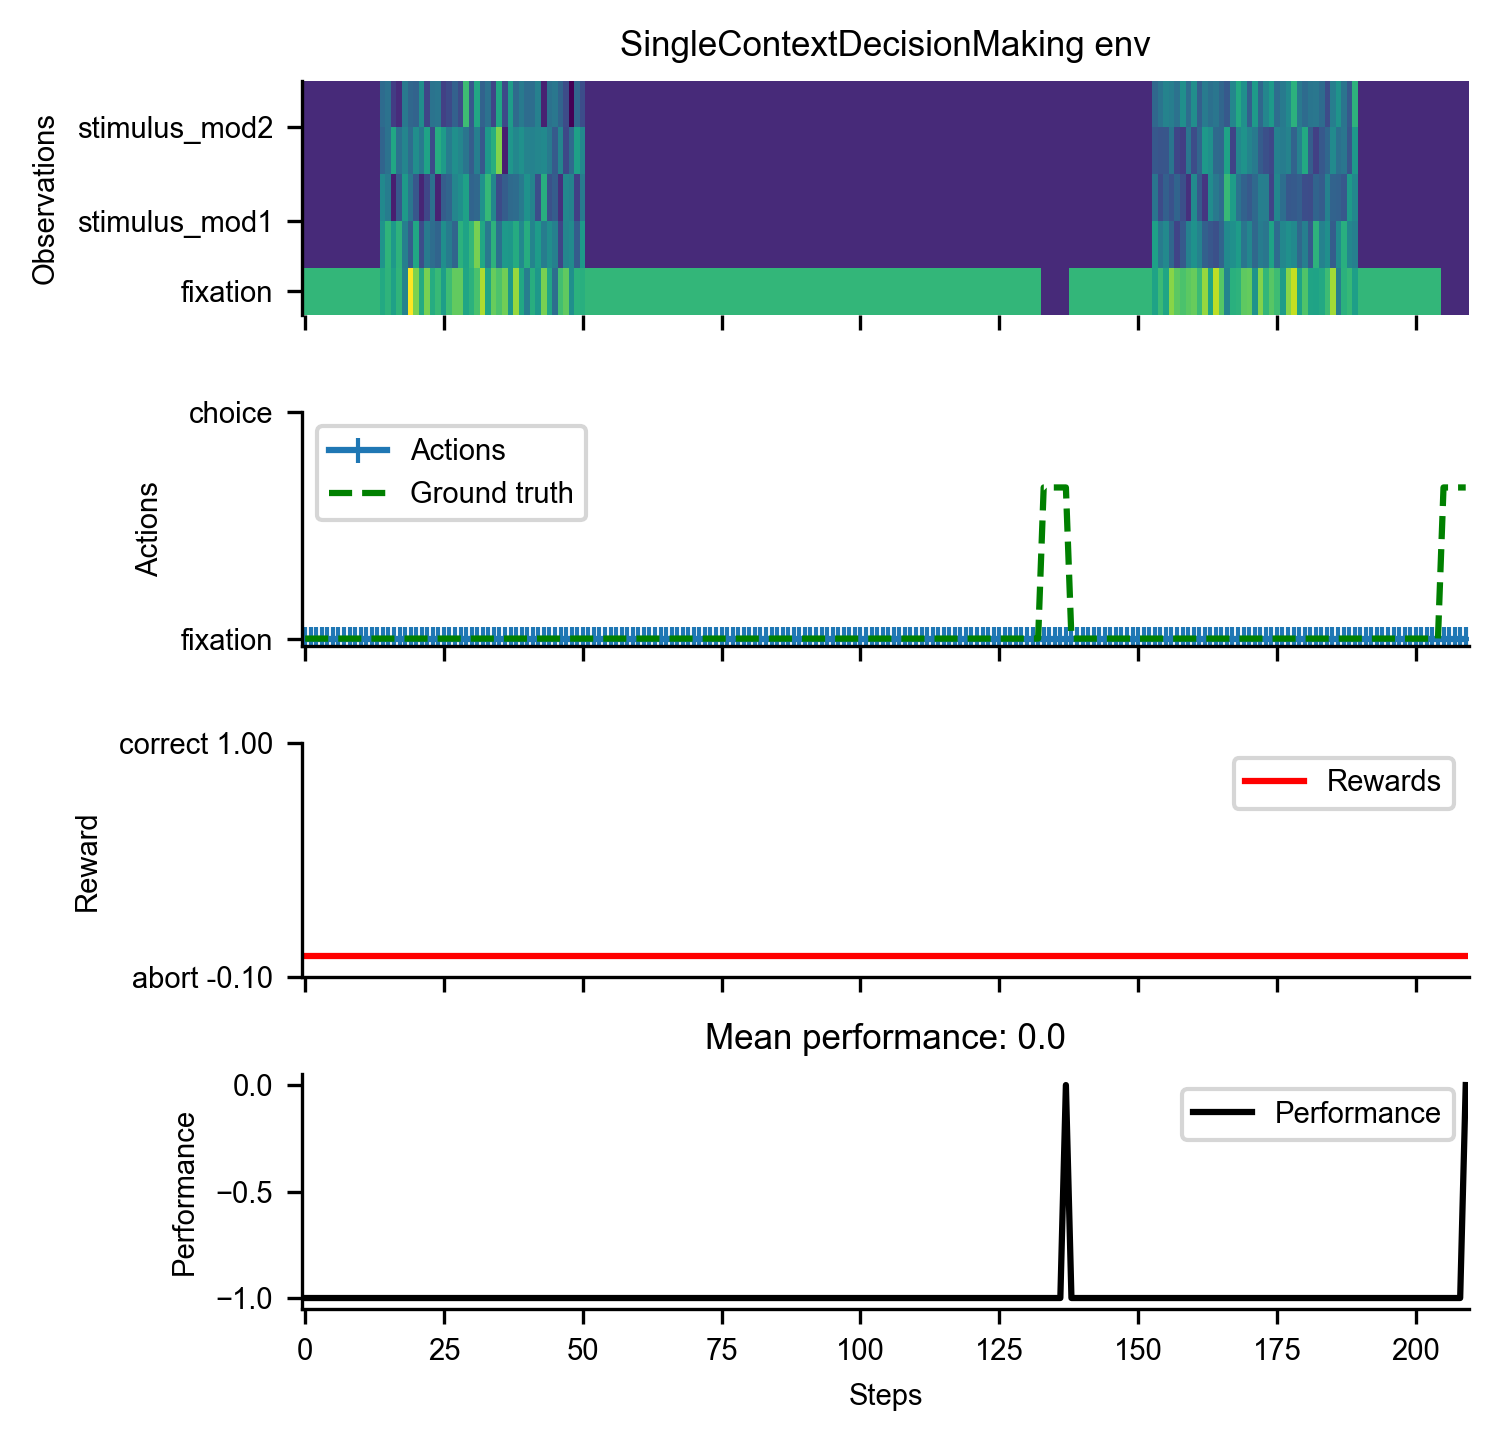 SingleContextDecisionMaking env
Observations
stimulus_mod2
stimulus_mod1
fixation
Actions
choice
fixation
Actions
Ground truth
Reward
correct 1.00
abort -0.10
Rewards
Mean performance: 0.0
Performance
0.0
−0.5
−1.0
Performance
0 25 50 75 100 125 150 175 200
Steps